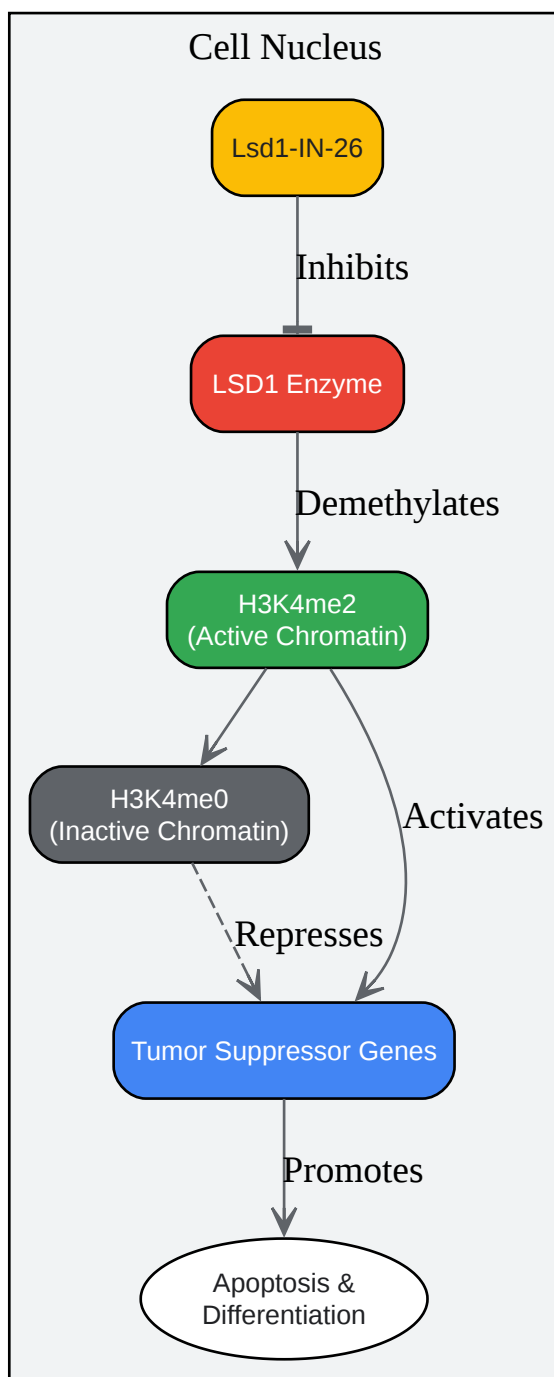 Cell Nucleus
Lsd1-IN-26
Inhibits
LSD1 Enzyme
Demethylates
H3K4me2
(Active Chromatin)
H3K4me0
(Inactive Chromatin)
Activates
Represses
Tumor Suppressor Genes
Promotes
Apoptosis &
Differentiation